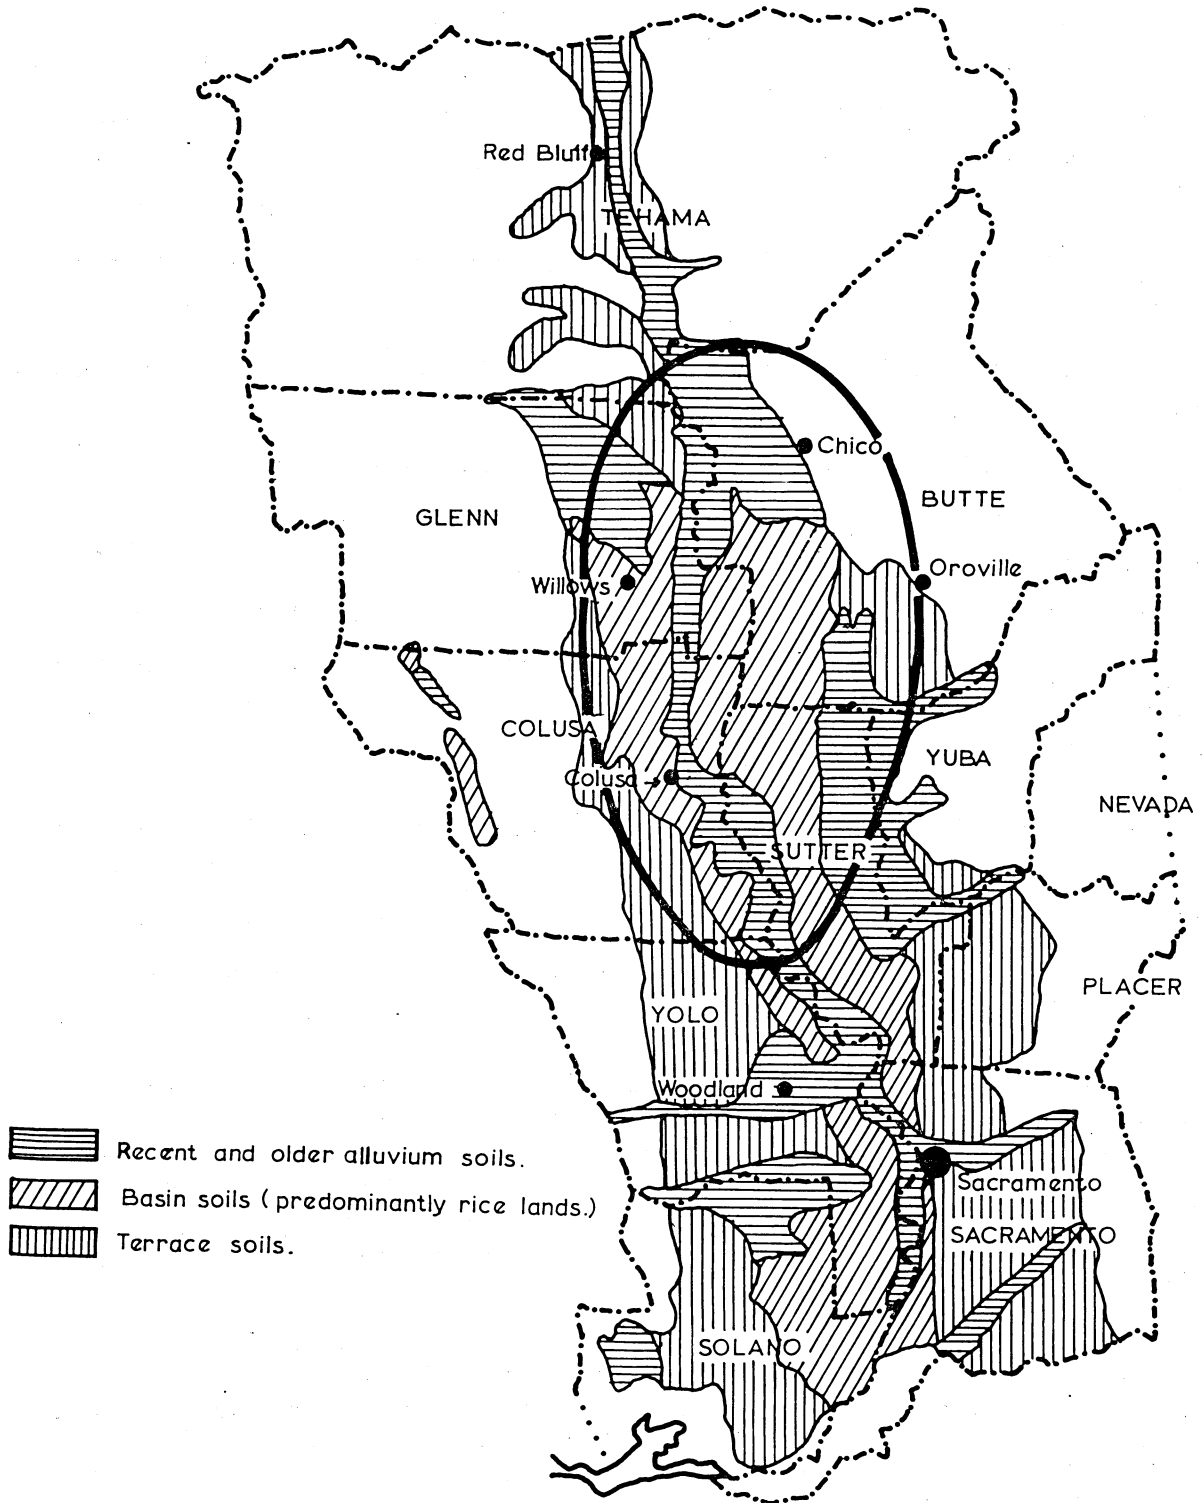 Red Bluff
TEHAMA
Chico
BUTTE
GLENN
Oroville
Willows
COLUSA
YUBA
Colusa
NEVADA
SUTTER
PLACER
YOLO
Woodland
Recent and older alluvium soils.
Sacramento
Basin soils (predominantly rice lands.)
SACRAMENTO
Terrace soils.
SOLANO